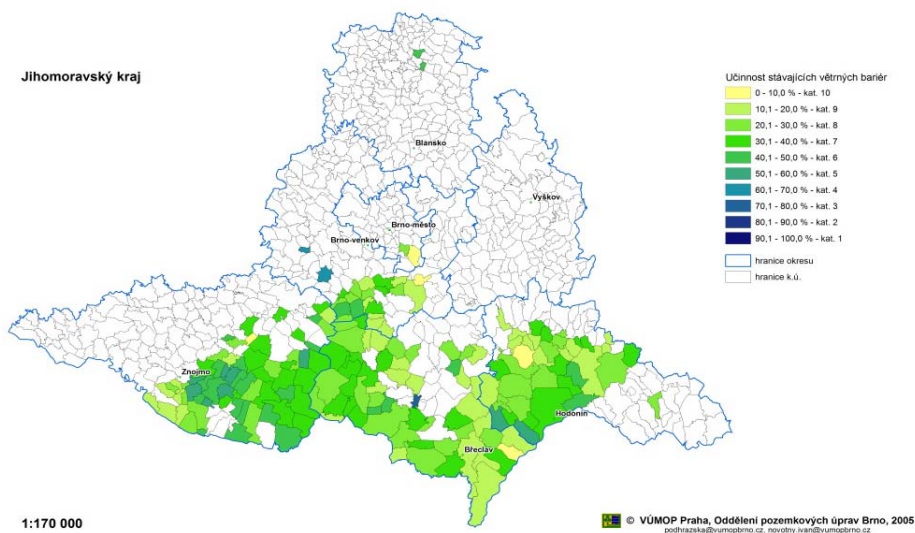 Jihomoravský kraj
Učinnost stávajících větrných bariér
0 - 10,0 % - kat. 10
10,1 - 20,0 % - kat. 9
20,1 - 30,0 % - kat. 8
30,1 - 40,0 % - kat. 7
40,1 - 50,0 % - kat. 6
50,1 - 60,0 % - kat. 5
60,1 - 70,0 % - kat. 4
70,1 - 80,0 % - kat. 3
80,1 - 90,0 % - kat. 2
90,1 - 100,0 % - kat. 1
hranice okresu
hranice k.ú.
Blansko
Vyškov
Brno-město
Brno-venkov
Znojmo
Hodonín
Břeclav
1:170 000
© VÚMOP Praha, Oddělení pozemkových úprav Brno, 2005
podhrazska@vumopbrno.cz, novotny.ivan@vumopbrno.cz